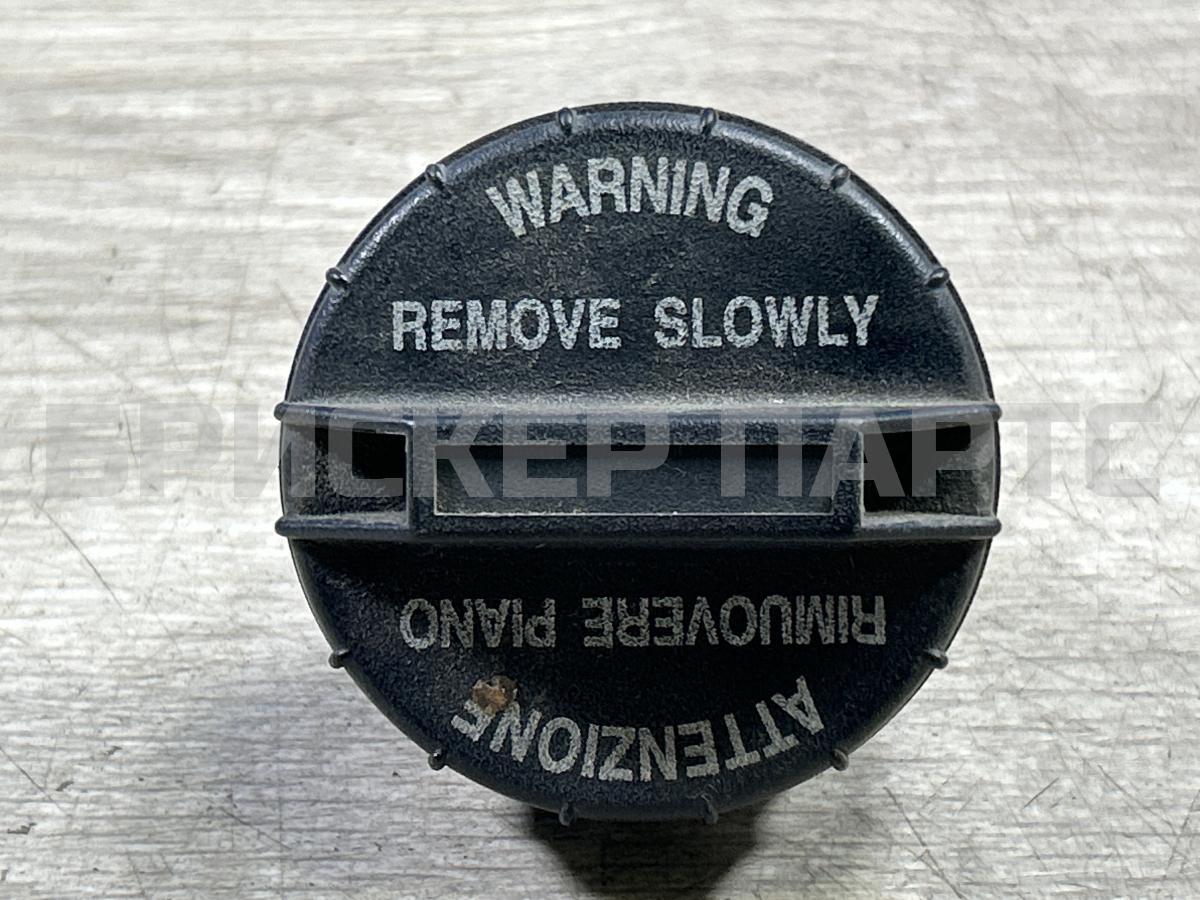 WARNING
REMOVE SLOWLY
БРИСКЕР ПАРТС
RIMUOVERE PIANO
ATTENZIONE